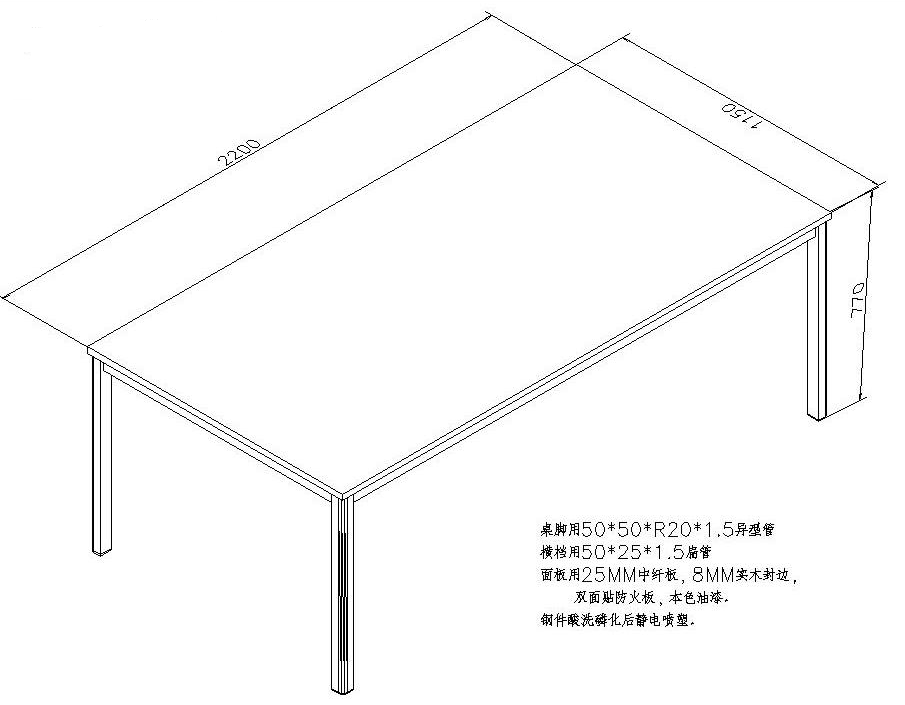 2200
1150
770
桌脚用50*50*R20*1.5异型管
横档用50*25*1.5扁管
面板用25MM中纤板，8MM实木封边，
双面贴防火板，本色油漆.
钢件酸洗磷化后静电喷塑.